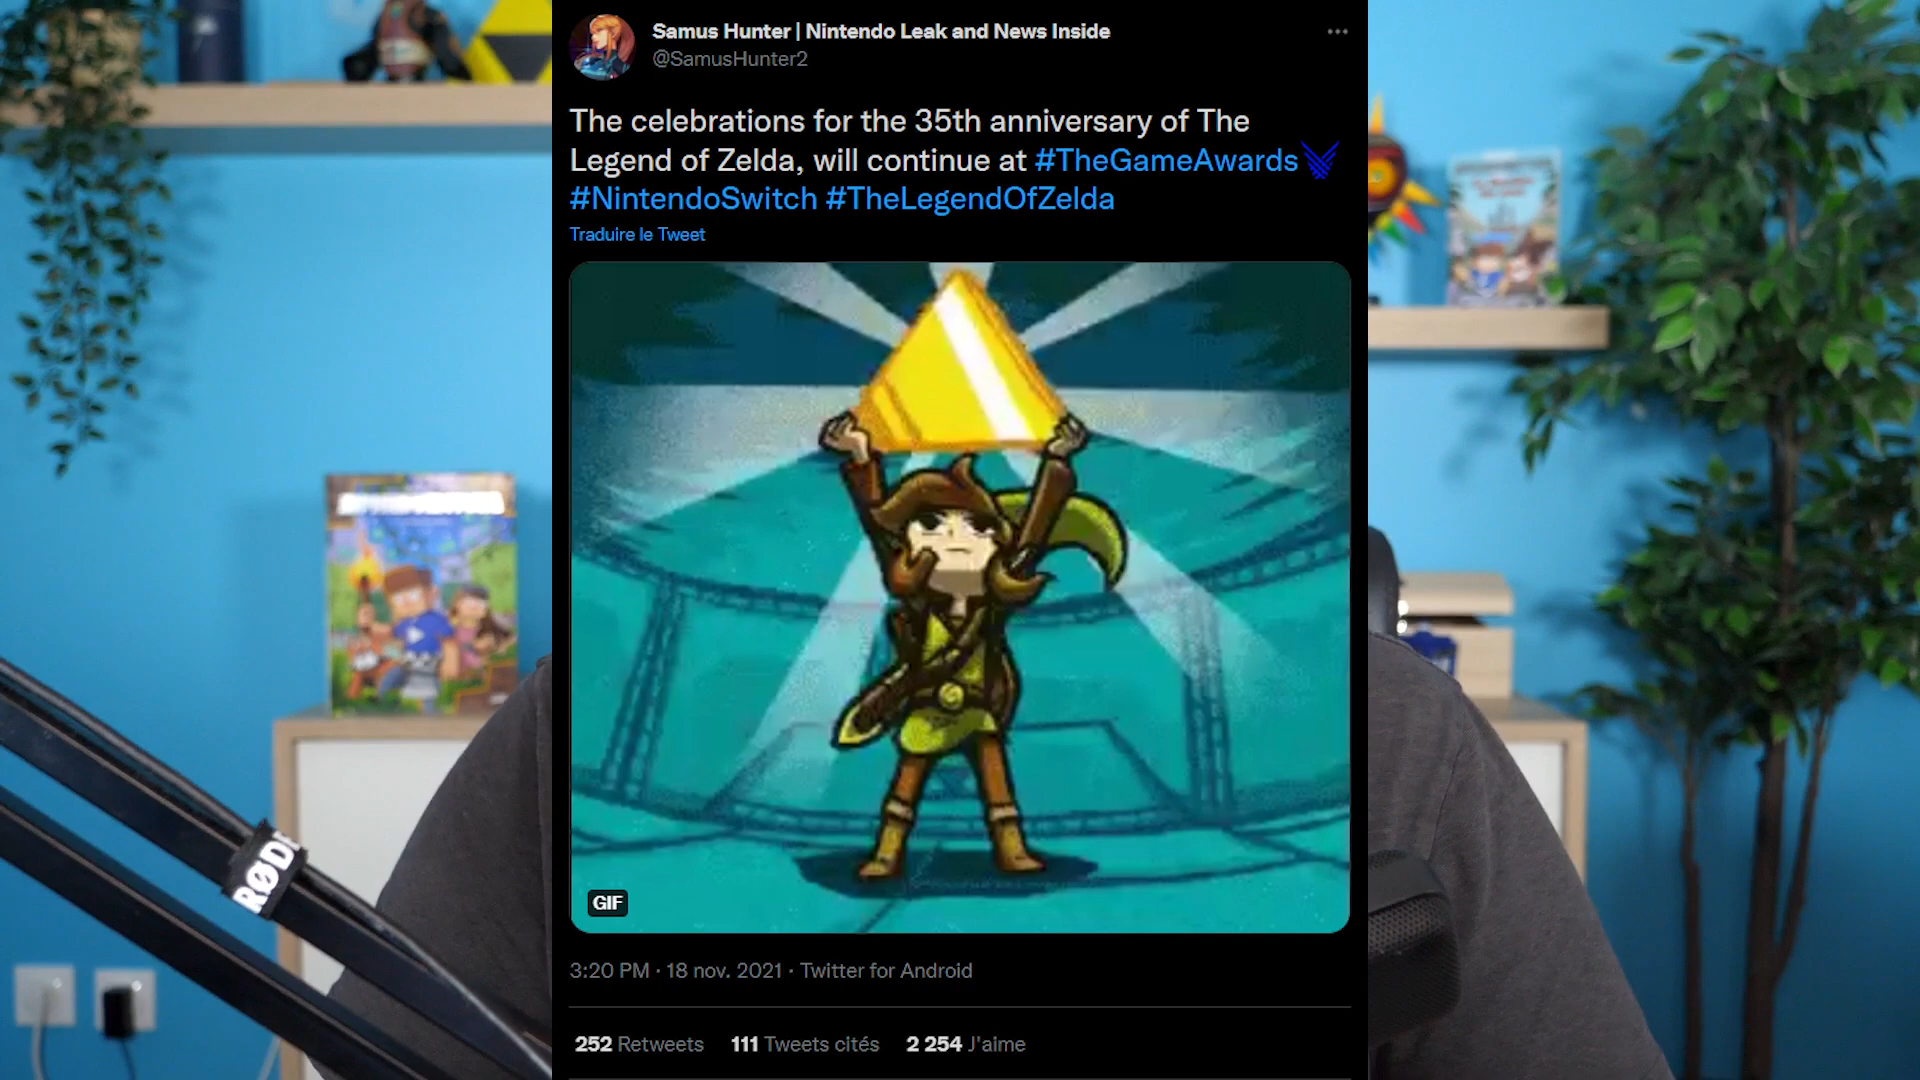 Samus Hunter | Nintendo Leak and News Inside
@SamusHunter2
The celebrations for the 35th anniversary of The
Legend of Zelda, will continue at #TheGameAwards
#NintendoSwitch #TheLegendOfZelda
Traduire le Tweet
GIF
3:20 PM · 18 nov. 2021 · Twitter for Android
252 Retweets 111 Tweets cités 2 254 J'aime
RØDE